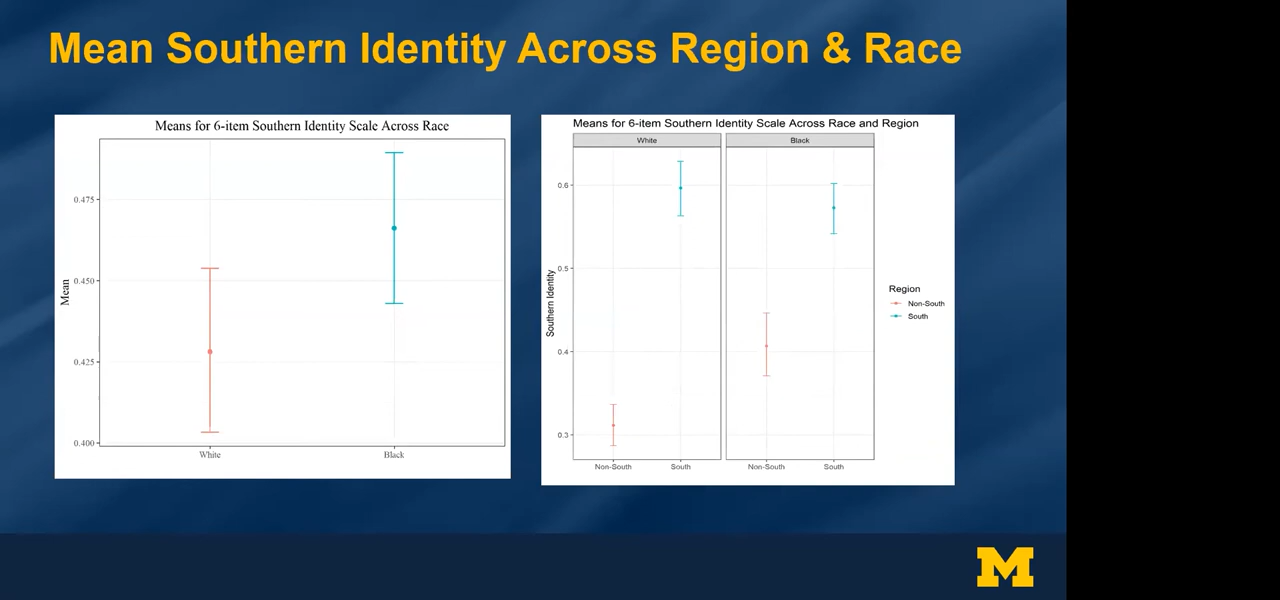 Mean Southern Identity Across Region & Race
Means for 6-item Southern Identity Scale Across Race
Mean
0.475
0.450
0.425
0.400
White
Black
Means for 6-item Southern Identity Scale Across Race and Region
White
Black
Southern Identity
0.6
0.5
0.4
0.3
Non-South
South
Non-South
South
Region
Non-South
South
M